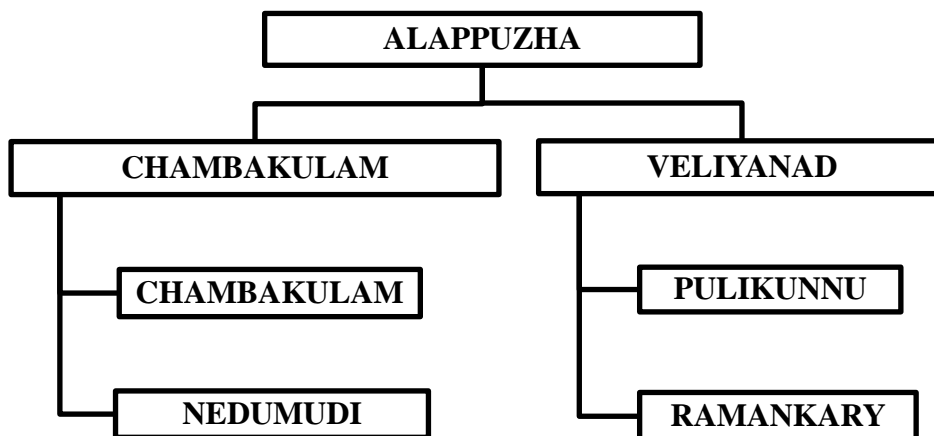 ALAPPUZHA
CHAMBAKULAM
VELIYANAD
CHAMBAKULAM
PULIKUNNU
NEDUMUDI
RAMANKARY